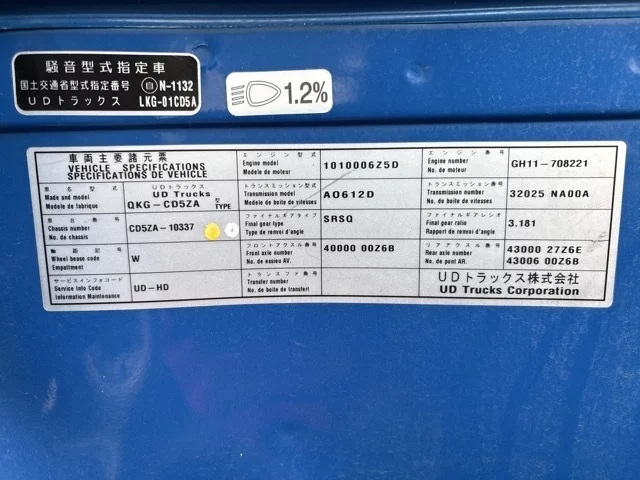 騒音型式指定車
国土交通省型式指定番号 自 N-1132
UDトラックス LKG-01CD5A
1.2%
車両主要諸元票
VEHICLE SPECIFICATIONS
SPECIFICATIONS DE VEHICLE
エンジン型式
Engine model
Modele de moteur
1010006Z5D
エンジン番号
Engine number
No. de moteur
GH11-708221
車名型式
Made and model
Modele de fabrique
UDトラックス
UD Trucks
QKG-CD5ZA
型式
TYPE
トランスミッション型式
Transmission model
Modele de boite de vitesses
AO612D
トランスミッション番号
Transmission number
No. de boite de vitesses
32025 NA00A
車台番号
Chassis number
No. de chassis
CD5ZA-10337
ファイナルギアタイプ
Final gear type
Type de renvoi d'angle
SRSQ
ファイナルギアレシオ
Final gear ratio
Rapport de renvoi d'angle
3.181
軸距記号
Wheel base code
Empattment
W
フロントアクスル番号
Front axle number
No. de essieu AV.
40000 00Z6B
リアアクスル番号
Rear axle number
No. de pont AR.
43000 27Z6E
43006 00Z6B
サービスインフォコード
Service Info Code
Information Maintenance
UD-HD
トランスファ番号
Transfer number
No. de boite de transfert
UDトラックス株式会社
UD Trucks Corporation